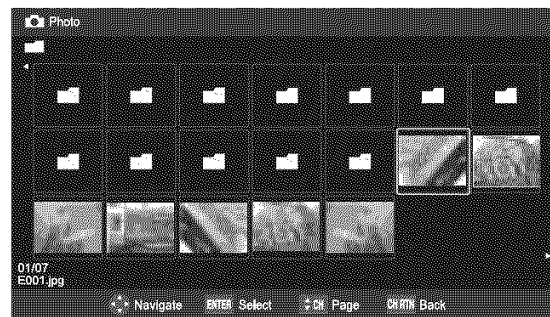 Photo
01/07
E001.jpg
Navigate ENTER Select CH Page CH RTN Back